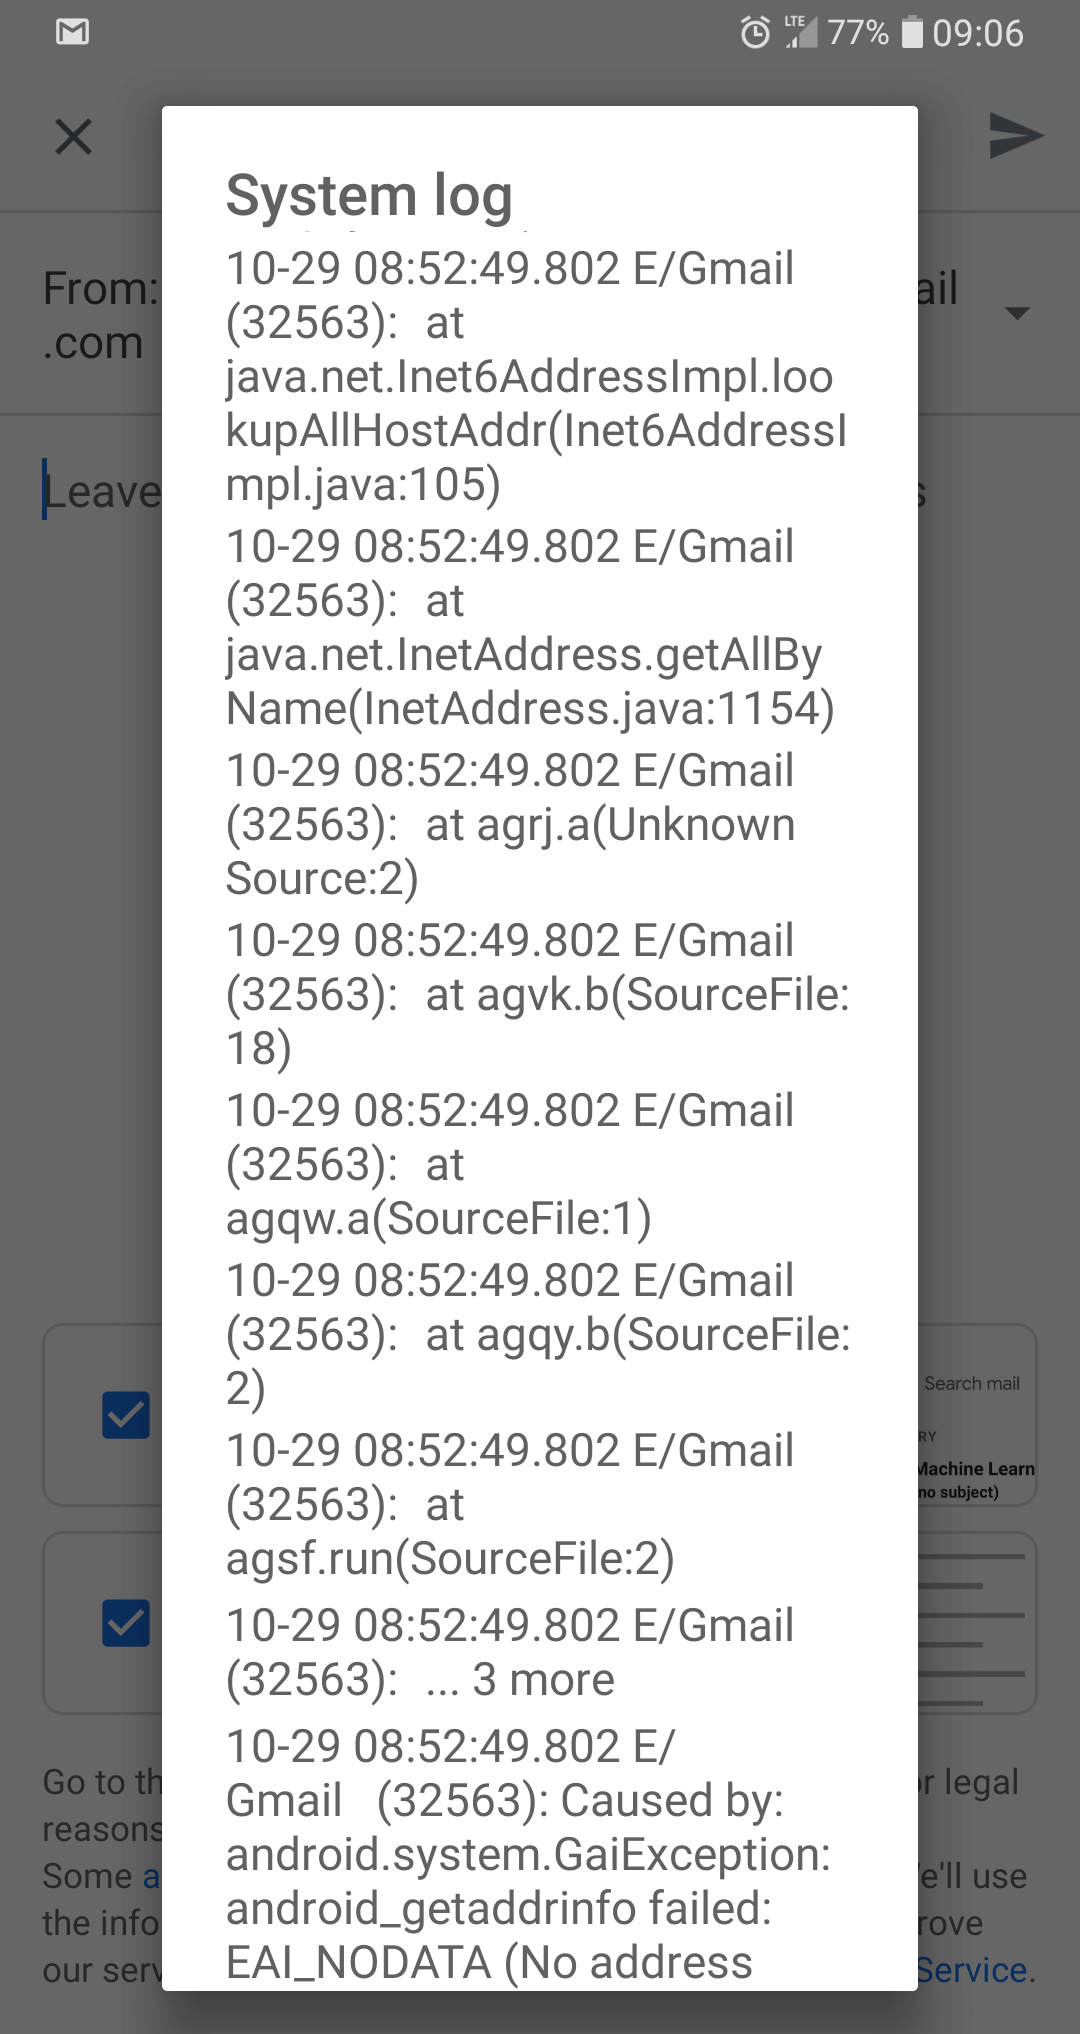 LTE 77% 09:06
System log
10-29 08:52:49.802 E/Gmail
(32563): at
java.net.Inet6AddressImpl.loo
kupAllHostAddr(Inet6AddressI
mpl.java:105)
10-29 08:52:49.802 E/Gmail
(32563): at
java.net.InetAddress.getAllBy
Name(InetAddress.java:1154)
10-29 08:52:49.802 E/Gmail
(32563): at agrj.a(Unknown
Source:2)
10-29 08:52:49.802 E/Gmail
(32563): at agvk.b(SourceFile:
18)
10-29 08:52:49.802 E/Gmail
(32563): at
agqw.a(SourceFile:1)
10-29 08:52:49.802 E/Gmail
(32563): at agqy.b(SourceFile:
2)
10-29 08:52:49.802 E/Gmail
(32563): at
agsf.run(SourceFile:2)
10-29 08:52:49.802 E/Gmail
(32563): ... 3 more
10-29 08:52:49.802 E/
Gmail (32563): Caused by:
android.system.GaiException:
android_getaddrinfo failed:
EAI_NODATA (No address
From: ail
.com
Leave s
Search mail
RY
Machine Learn
no subject)
Go to th r legal
reasons
Some a e'll use
the info rove
our serv Service.